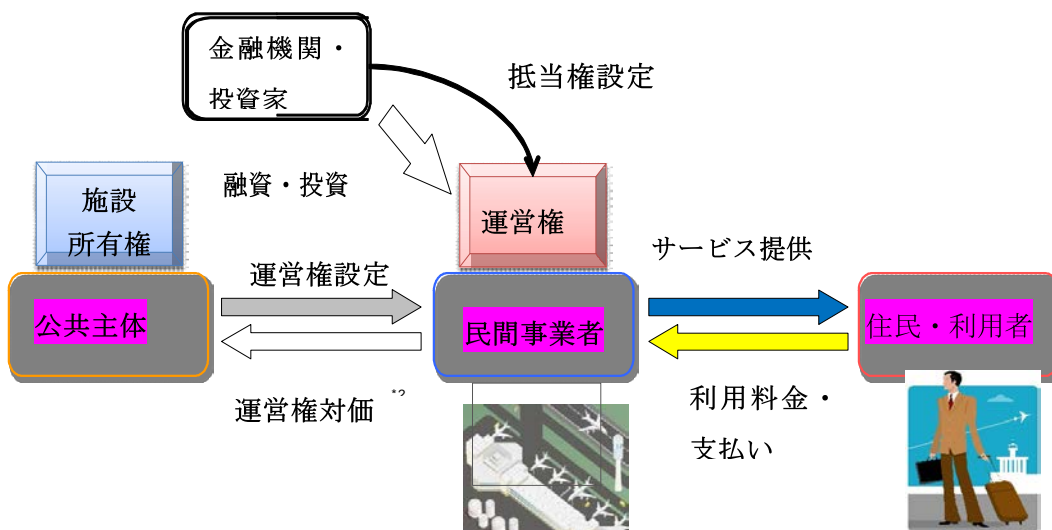 金融機関・
投資家
抵当権設定
施設
所有権
融資・投資
運営権
サービス提供
運営権設定
公共主体
民間事業者
住民・利用者
運営権対価
*2
利用料金・
支払い